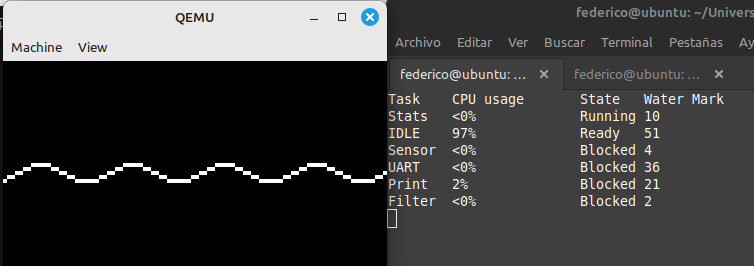 QEMU
Machine View
federico@ubuntu: ~/Univers
Archivo Editar Ver Buscar Terminal Pestañas Ay
federico@ubuntu: ... federico@ubuntu: ...
Task CPU usage State Water Mark
Stats <0% Running 10
IDLE 97% Ready 51
Sensor <0% Blocked 4
UART <0% Blocked 36
Print 2% Blocked 21
Filter <0% Blocked 2